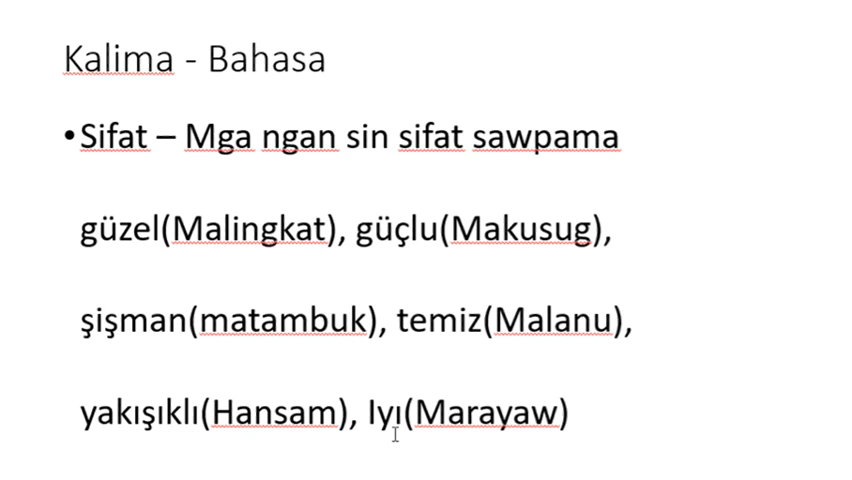 Kalima - Bahasa
•Sifat – Mga ngan sin sifat sawpama
güzel(Malingkat), güçlu(Makusug),
şişman(matambuk), temiz(Malanu),
yakışıklı(Hansam), Iyı(Marayaw)